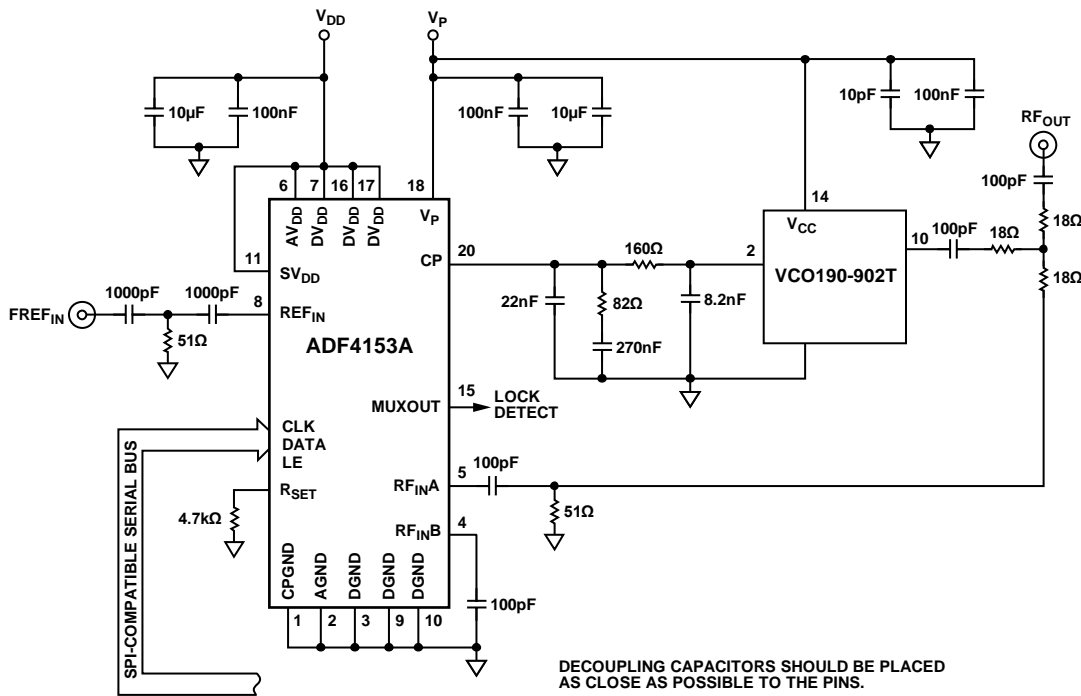 VDD
VP
10µF
100nF
100nF
10µF
10pF
100nF
RFOUT
100pF
6
7
16
17
18
14
18Ω
AVDD
DVDD
DVDD
DVDD
VP
VCC
100pF
18Ω
10
18Ω
11
SVDD
CP
20
160Ω
2
VCO190-902T
1000pF
1000pF
8
REFIN
FREFIN
51Ω
22nF
82Ω
8.2nF
270nF
ADF4153A
MUXOUT
15
LOCK
DETECT
CLK
DATA
LE
SPI-COMPATIBLE SERIAL BUS
100pF
5
RFINA
RSET
4.7kΩ
51Ω
4
RFINB
CPGND
AGND
DGND
DGND
DGND
100pF
1
2
3
9
10
DECOUPLING CAPACITORS SHOULD BE PLACED
AS CLOSE AS POSSIBLE TO THE PINS.